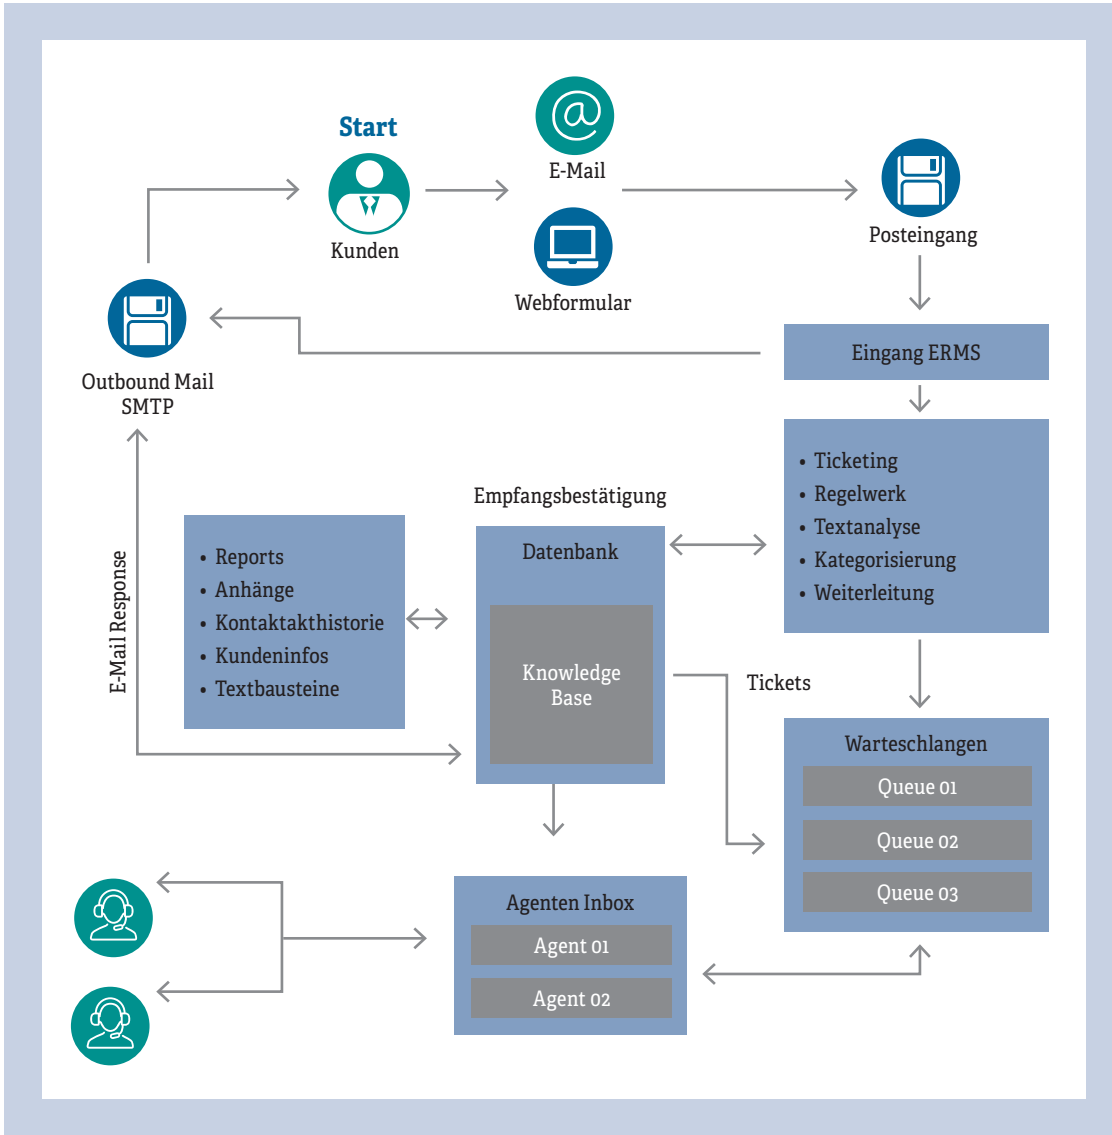 Start
Kunden
E-Mail
Webformular
Posteingang
Eingang ERMS
Outbound Mail
SMTP
• Ticketing
• Regelwerk
• Textanalyse
• Kategorisierung
• Weiterleitung
Empfangsbestätigung
Datenbank
Knowledge
Base
• Reports
• Anhänge
• Kontaktakthistorie
• Kundeninfos
• Textbausteine
E-Mail Response
Tickets
Warteschlangen
Queue 01
Queue 02
Queue 03
Agenten Inbox
Agent 01
Agent 02